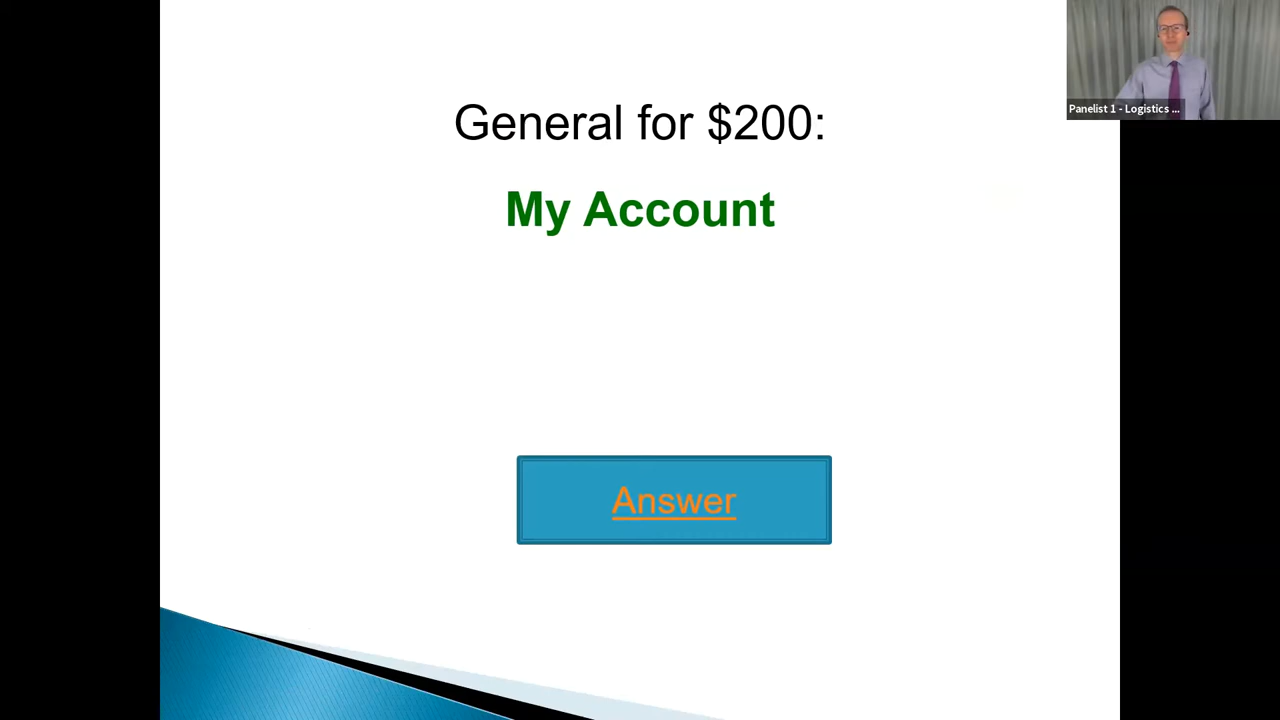 General for $200:
My Account
Answer
Panelist 1 - Logistics ...